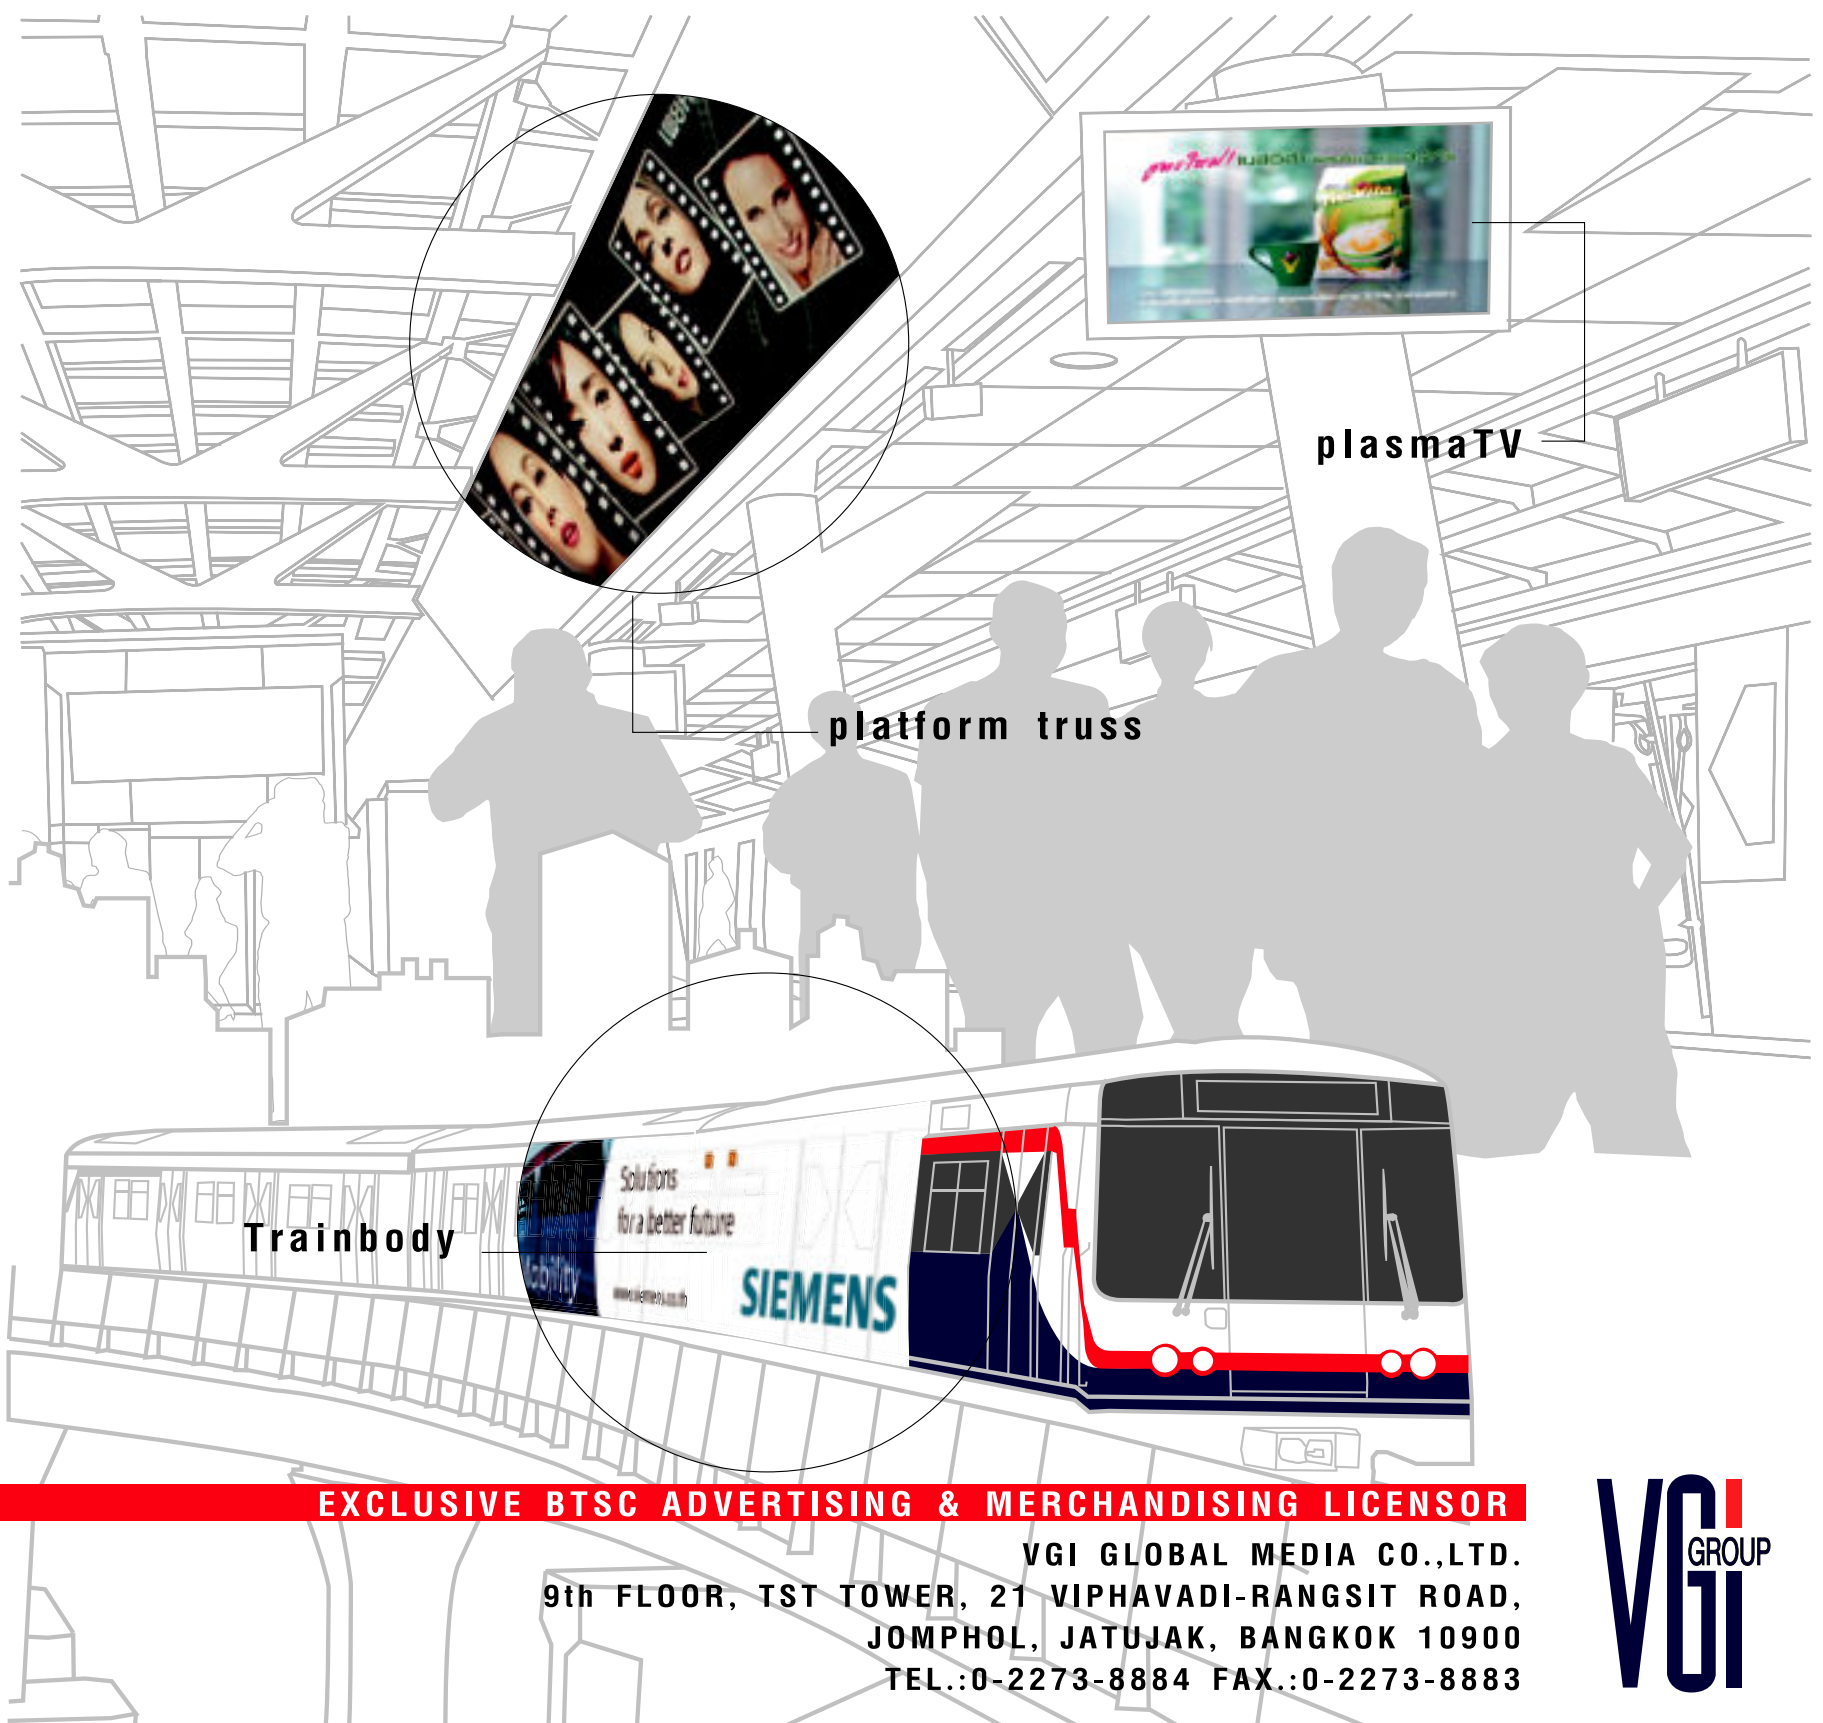 plasmaTV
platform truss
Solutions
for a better future
Trainbody
SIEMENS
EXCLUSIVE BTSC ADVERTISING & MERCHANDISING LICENSOR
VGI GLOBAL MEDIA CO.,LTD.
9th FLOOR, TST TOWER, 21 VIPHAVADI-RANGSIT ROAD,
JOMPHOL, JATUJAK, BANGKOK 10900
TEL.:0-2273-8884 FAX.:0-2273-8883
VGI
GROUP